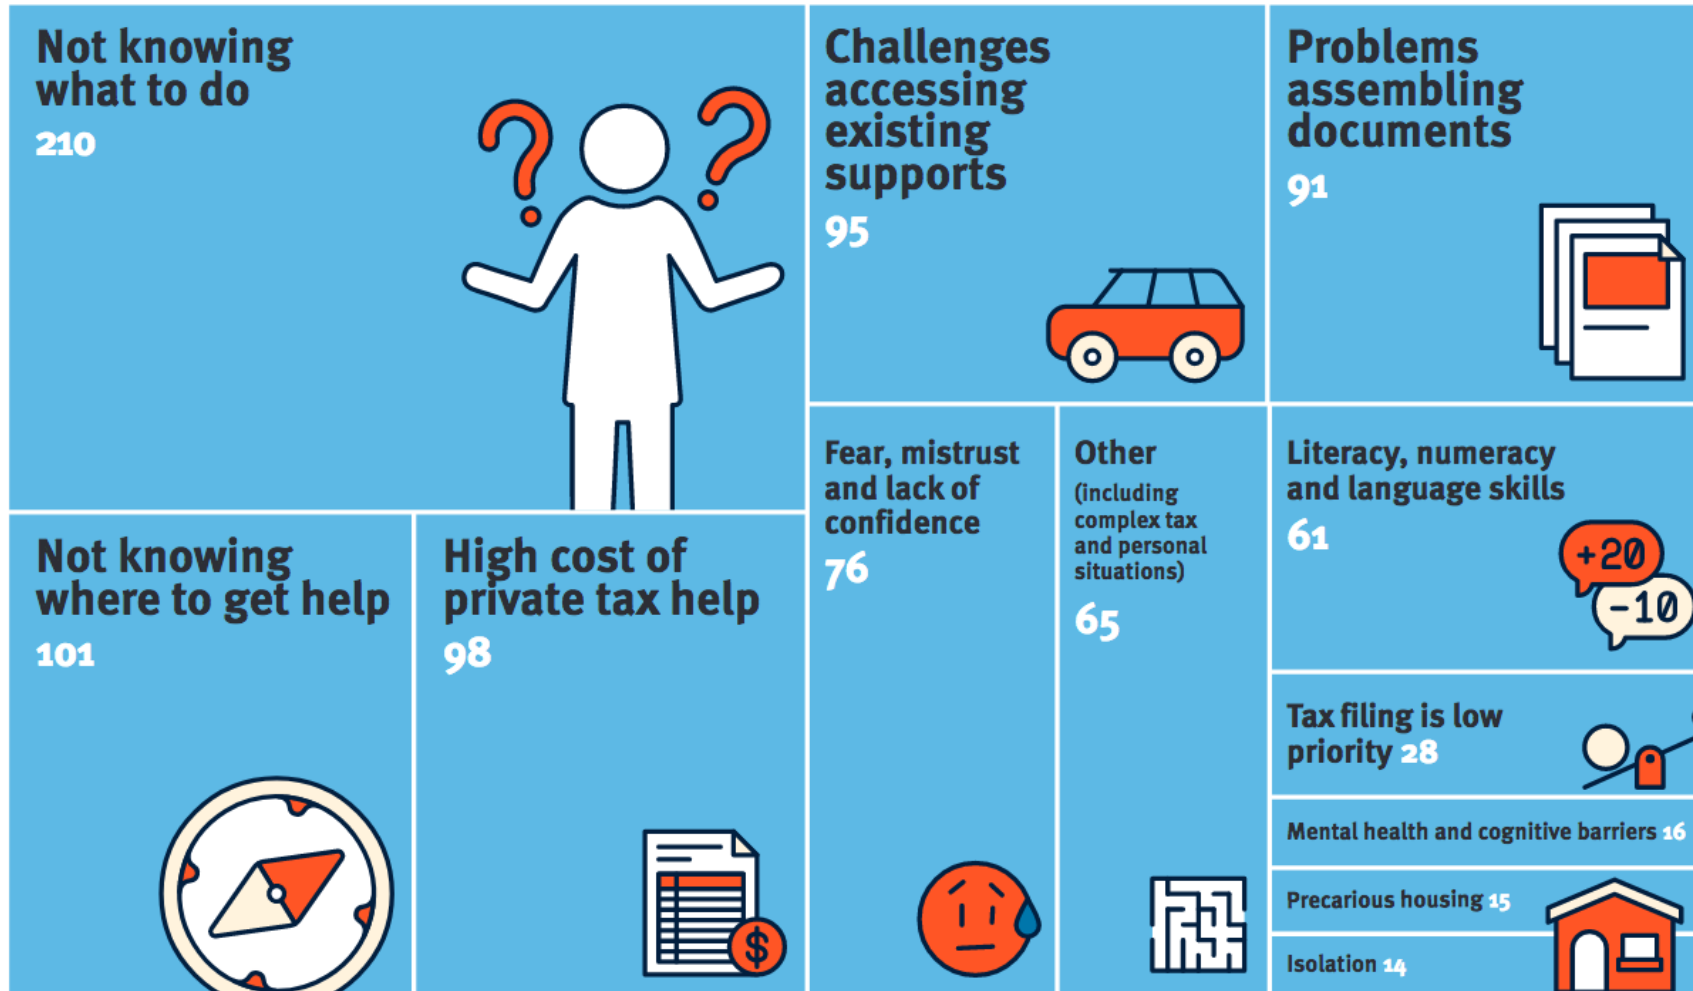 Not knowing
what to do
210
Challenges
accessing
existing
supports
95
Problems
assembling
documents
91
Not knowing
where to get help
101
High cost of
private tax help
98
$
Fear, mistrust
and lack of
confidence
76
Other
(including
complex tax
and personal
situations)
65
Literacy, numeracy
and language skills
61
+20
-10
Tax filing is low
priority 28
Mental health and cognitive barriers 16
Precarious housing 15
Isolation 14